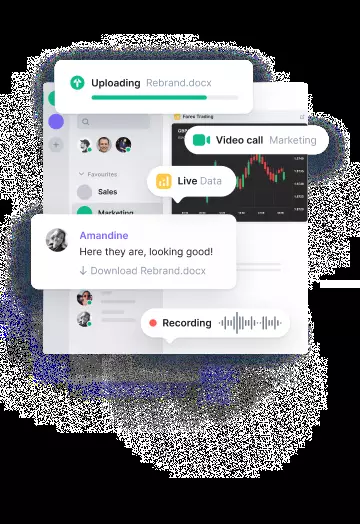 Uploading Rebrand.docx
Forex Trading
Video call Marketing
Favourites
Live Data
Sales
Marketing
Amandine
Here they are, looking good!
Download Rebrand.docx
Recording